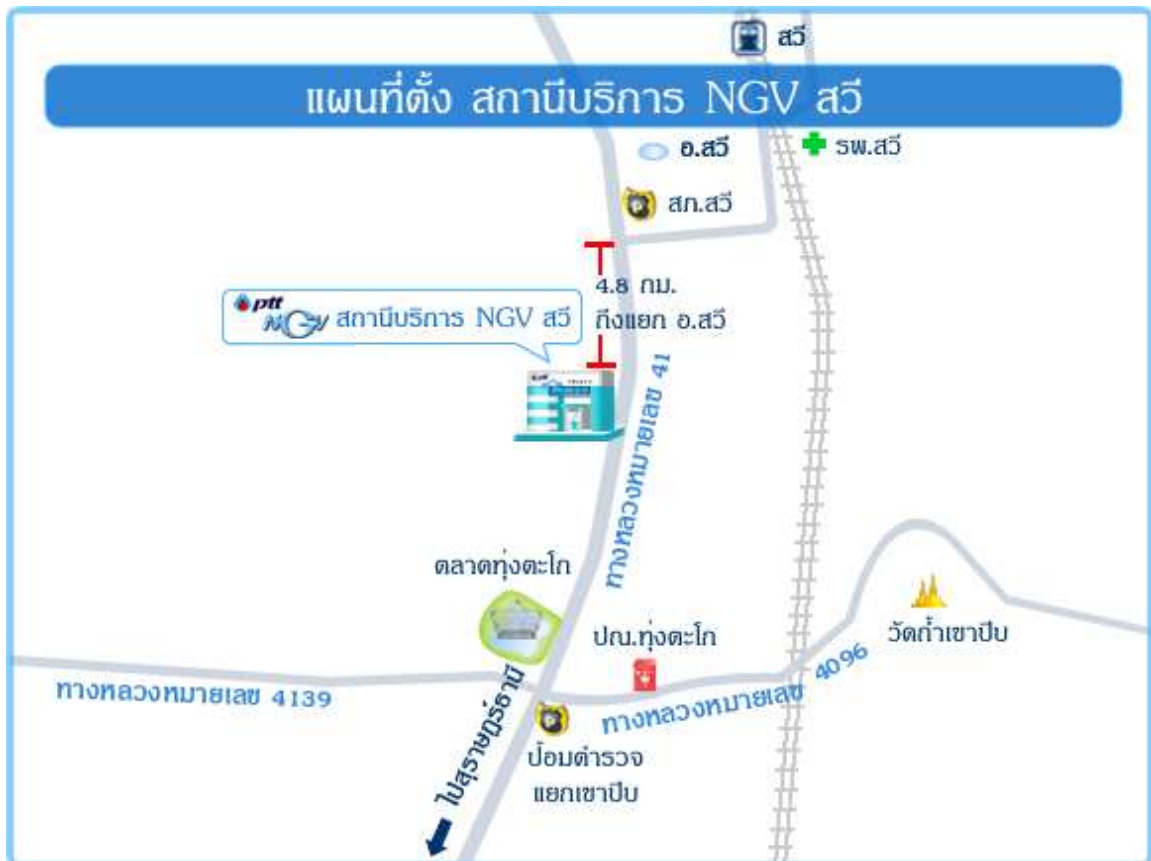 สวี
แผนที่ตั้ง สถานีบริการ NGV สวี
อ.สวี
รพ.สวี
สภ.สวี
4.8 กม.
ถึงแยก อ.สวี
ptt
NGV สถานีบริการ NGV สวี
ทางหลวงหมายเลข 41
ตลาดทุ่งตะโก
ปณ.ทุ่งตะโก
วัดถ้ำเขาปีบ
ทางหลวงหมายเลข 4139
ทางหลวงหมายเลข 4096
ไปสุราษฎร์ธานี
ป้อมตำรวจ
แยกเขาปีบ